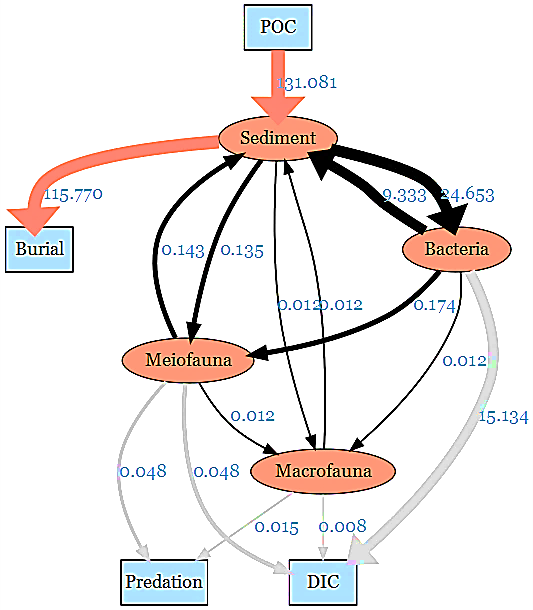 POC
131.081
Sediment
115.770
9.333
24.653
Burial
0.143
0.135
Bacteria
0.012
0.012
0.174
Meiofauna
0.012
0.012
15.134
Macrofauna
0.048
0.048
0.015
0.008
Predation
DIC